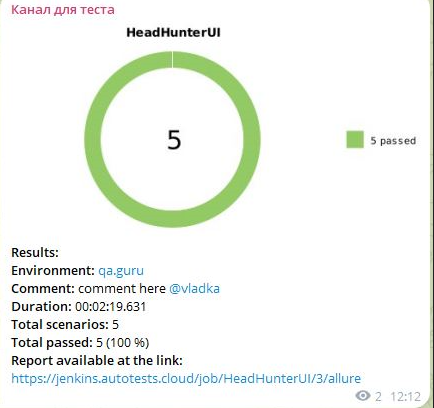 Канал для теста
HeadHunterUI
5
5 passed
Results:
Environment: qa.guru
Comment: comment here @vladka
Duration: 00:02:19.631
Total scenarios: 5
Total passed: 5 (100 %)
Report available at the link:
https://jenkins.autotests.cloud/job/HeadHunterUI/3/allure
2 12:12